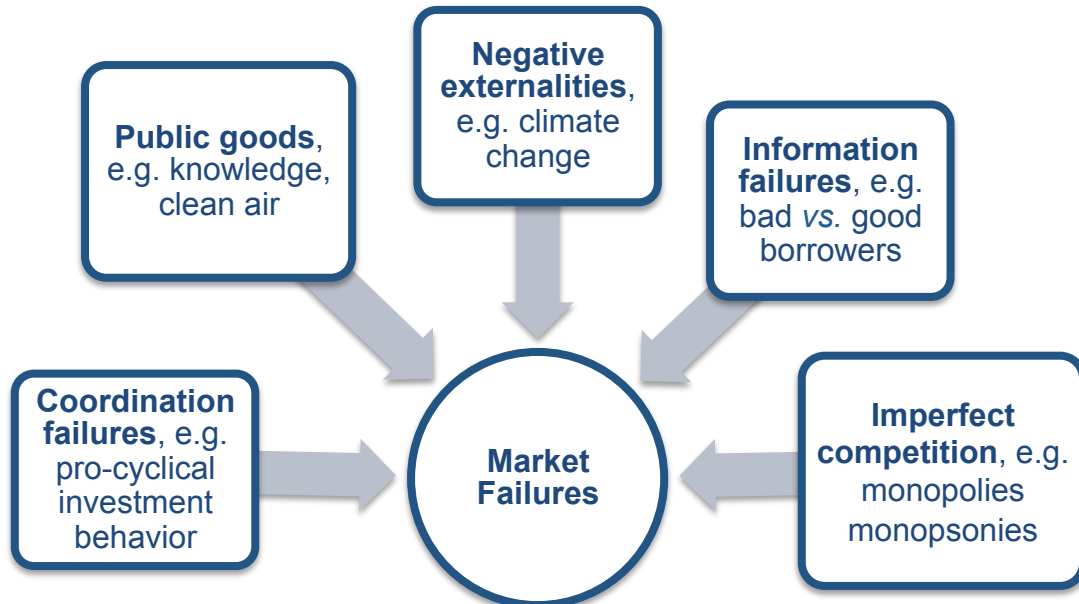 Negative
externalities,
e.g. climate
change
Public goods,
e.g. knowledge,
clean air
Information
failures, e.g.
bad vs. good
borrowers
Coordination
failures, e.g.
pro-cyclical
investment
behavior
Market
Failures
Imperfect
competition, e.g.
monopolies
monopsonies